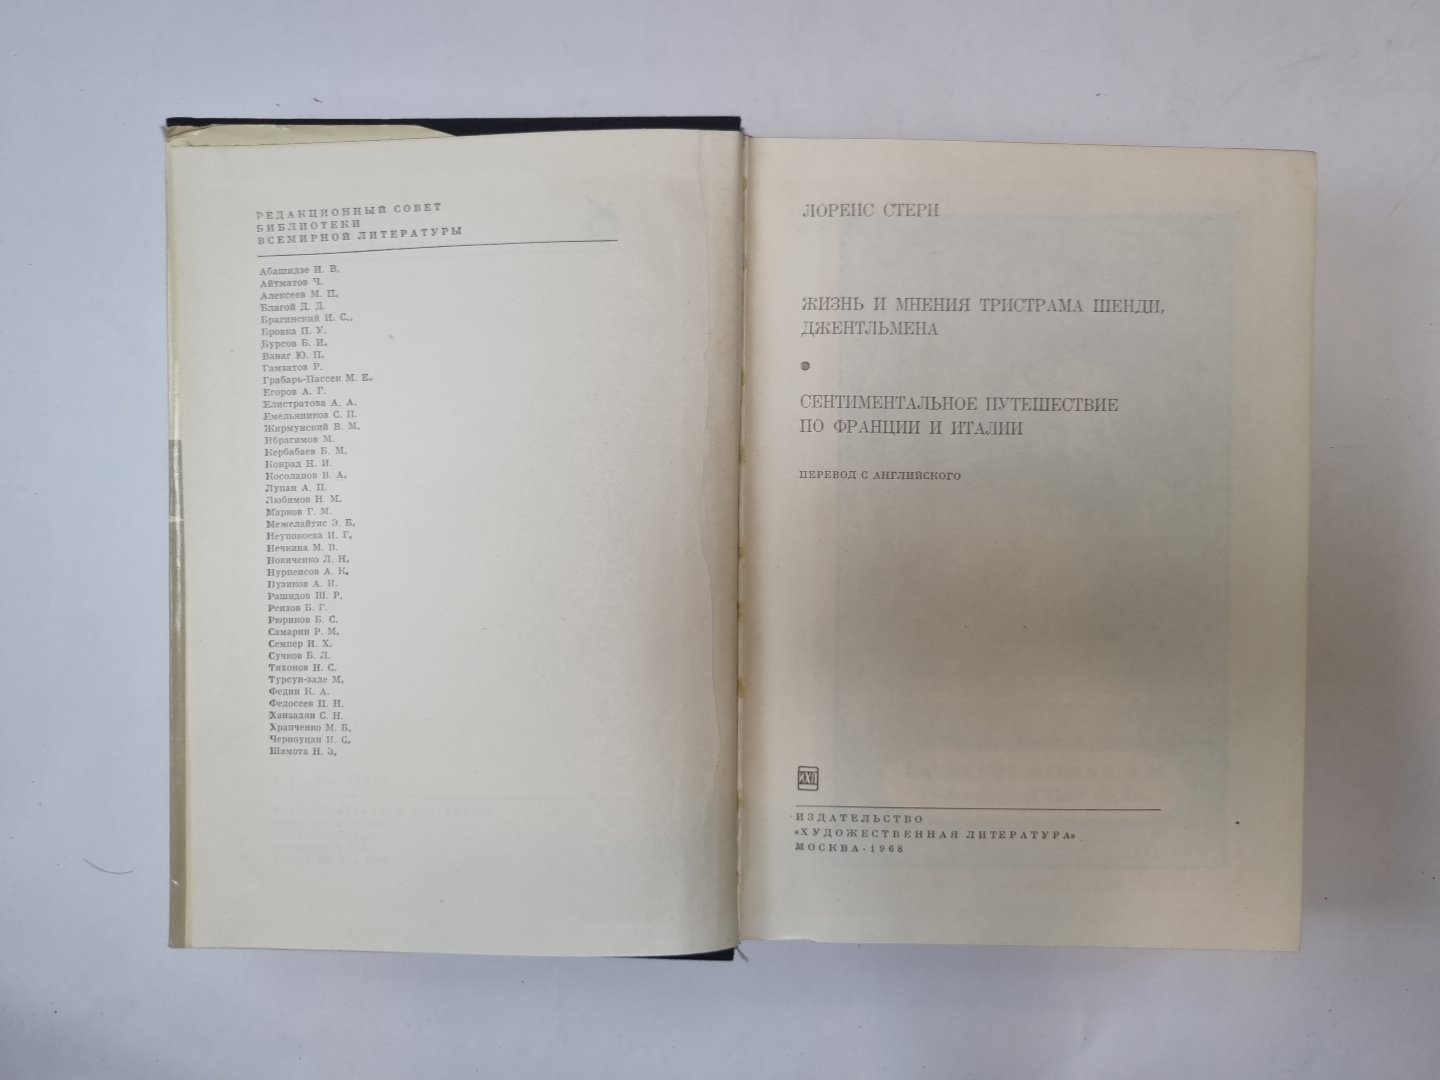 РЕДАКЦИОННЫЙ СОВЕТ
БИБЛИОТЕКИ
ВСЕМИРНОЙ ЛИТЕРАТУРЫ
Абашидзе И. В.
Айтматов Ч.
Алексеев М. П.
Благой Д. Д.
Брагинский И. С.
Бровка П. У.
Бурсов Б. И.
Ванаг Ю. П.
Гамзатов Р.
Грабарь-Пассек М. Е.
Егоров А. Г.
Елистратова А. А.
Емельяников С. П.
Жирмунский В. М.
Ибрагимов М.
Кербабаев Б. М.
Конрад Н. И.
Косолапов В. А.
Лупан А. П.
Любимов Н. М.
Марков Г. М.
Межелайтис Э. Б.
Неупокоева И. Г.
Нечкина М. В.
Новиченко Л. Н.
Нурпеисов А. К.
Пузиков А. И.
Рашидов Ш. Р.
Реизов Б. Г.
Рюриков Б. С.
Самарин Р. М.
Семпер И. Х.
Сучков Б. Л.
Тихонов Н. С.
Турсун-заде М.
Федин К. А.
Федосеев П. Н.
Ханзадян С. Н.
Храпченко М. Б.
Черноуцан И. С.
Шамота Н. З.
ЛОРЕНС СТЕРН
ЖИЗНЬ И МНЕНИЯ ТРИСТРАМА ШЕНДИ,
ДЖЕНТЛЬМЕНА
СЕНТИМЕНТАЛЬНОЕ ПУТЕШЕСТВИЕ
ПО ФРАНЦИИ И ИТАЛИИ
ПЕРЕВОД С АНГЛИЙСКОГО
ИЗДАТЕЛЬСТВО
«ХУДОЖЕСТВЕННАЯ ЛИТЕРАТУРА»
МОСКВА · 1968